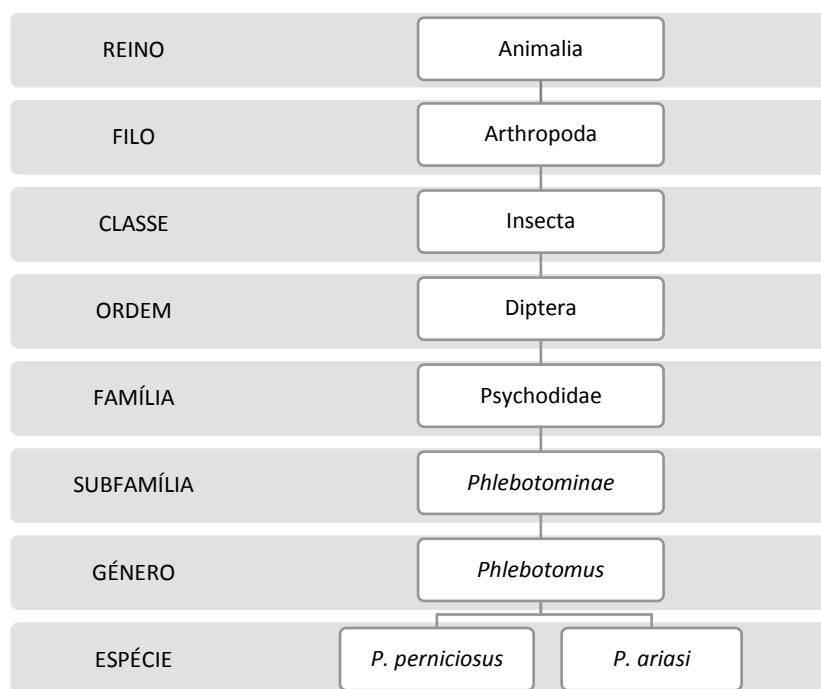 REINO Animalia
FILO Arthropoda
CLASSE Insecta
ORDEM Diptera
FAMÍLIA Psychodidae
SUBFAMÍLIA Phlebotominae
GÉNERO Phlebotomus
ESPÉCIE P. perniciosus P. ariasi